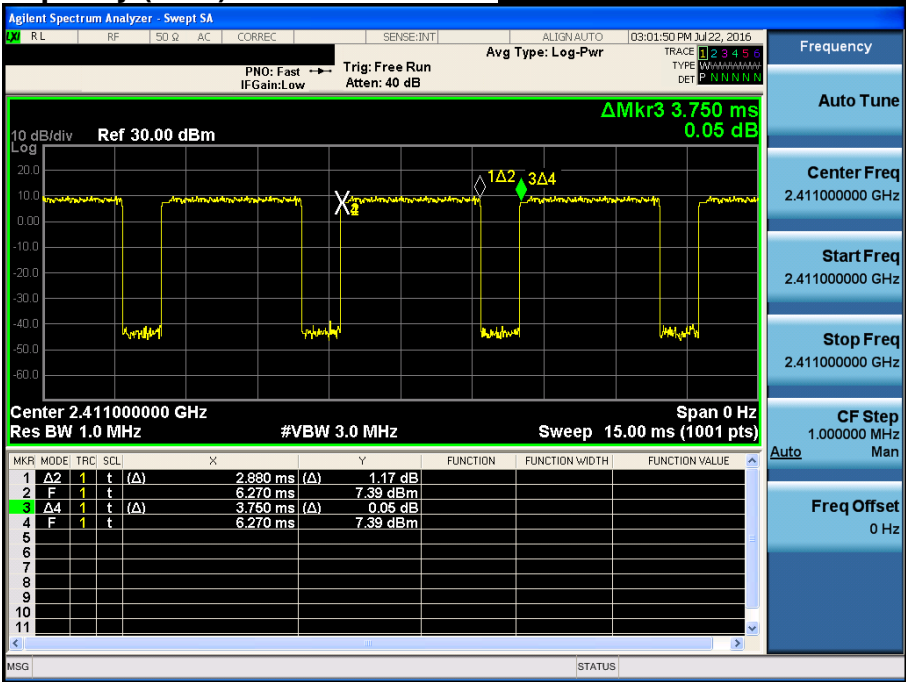 Agilent Spectrum Analyzer - Swept SA
LXI RL RF 50 Ω AC CORREC SENSE:INT ALIGN AUTO 03:01:50 PM Jul 22, 2016
Avg Type: Log-Pwr TRACE 1 2 3 4 5 6
PNO: Fast Trig: Free Run TYPE W
IFGain:Low Atten: 40 dB DET P N N N N N
ΔMkr3 3.750 ms
0.05 dB
10 dB/div Ref 30.00 dBm
Log
20.0
10.0
0.00
-10.0
-20.0
-30.0
-40.0
-50.0
-60.0
1Δ2
3Δ4
Center 2.411000000 GHz Span 0 Hz
Res BW 1.0 MHz #VBW 3.0 MHz Sweep 15.00 ms (1001 pts)
MKR MODE TRC SCL X Y FUNCTION FUNCTION WIDTH FUNCTION VALUE
1 Δ2 1 t (Δ) 2.880 ms (Δ) 1.17 dB
2 F 1 t 6.270 ms 7.39 dBm
3 Δ4 1 t (Δ) 3.750 ms (Δ) 0.05 dB
4 F 1 t 6.270 ms 7.39 dBm
5
6
7
8
9
10
11
MSG STATUS
Frequency
Auto Tune
Center Freq
2.411000000 GHz
Start Freq
2.411000000 GHz
Stop Freq
2.411000000 GHz
CF Step
1.000000 MHz
Auto Man
Freq Offset
0 Hz